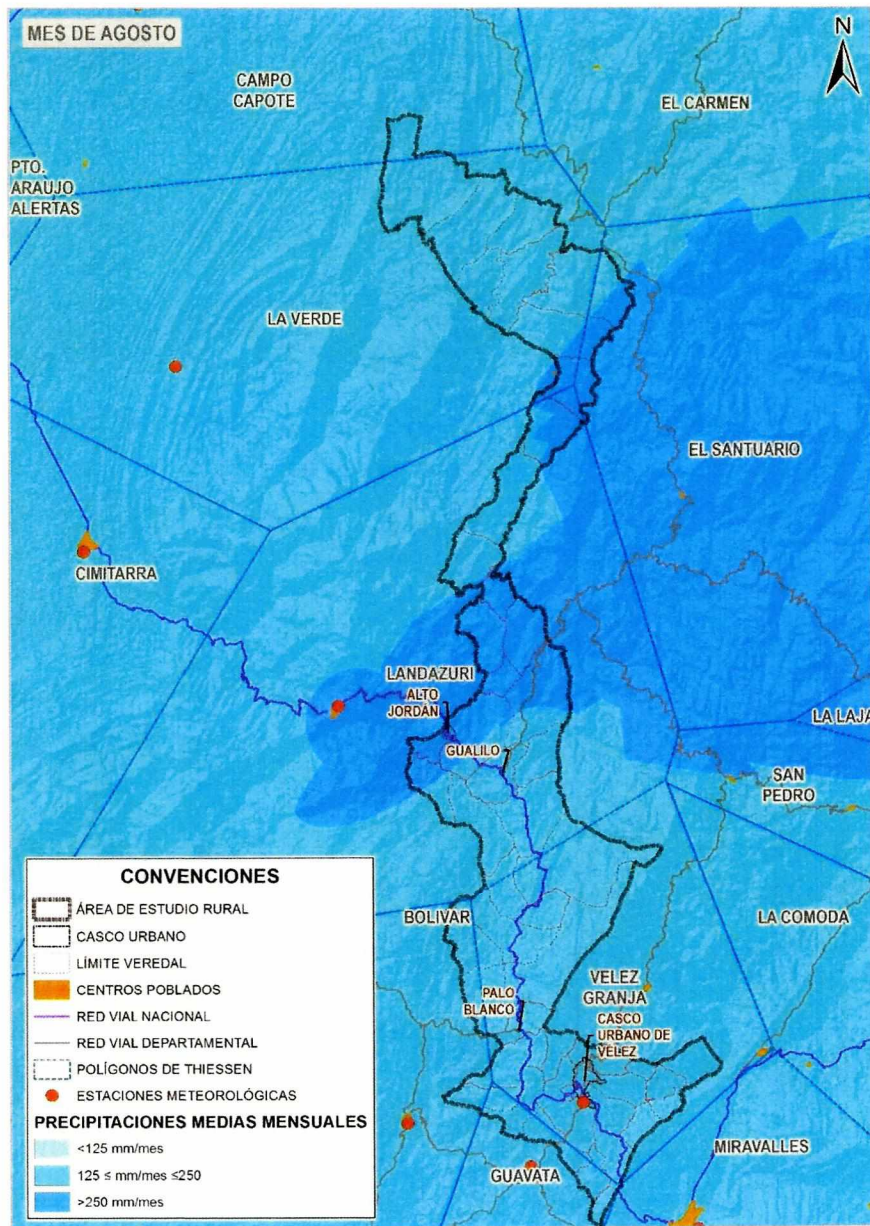 MES DE AGOSTO
N
CAMPO
CAPOTE
EL CARMEN
PTO.
ARAUJO
ALERTAS
LA VERDE
EL SANTUARIO
CIMITARRA
LANDAZURI
ALTO
JORDÁN
GUALILO
LA LAJA
SAN
PEDRO
BOLIVAR
LA COMODA
VELEZ
GRANJA
PALO
BLANCO
CASCO
URBANO DE
VELEZ
MIRAVALLES
GUAVATA
CONVENCIONES
ÁREA DE ESTUDIO RURAL
CASCO URBANO
LÍMITE VEREDAL
CENTROS POBLADOS
RED VIAL NACIONAL
RED VIAL DEPARTAMENTAL
POLÍGONOS DE THIESSEN
ESTACIONES METEOROLÓGICAS
PRECIPITACIONES MEDIAS MENSUALES
<125 mm/mes
125 ≤ mm/mes ≤250
>250 mm/mes